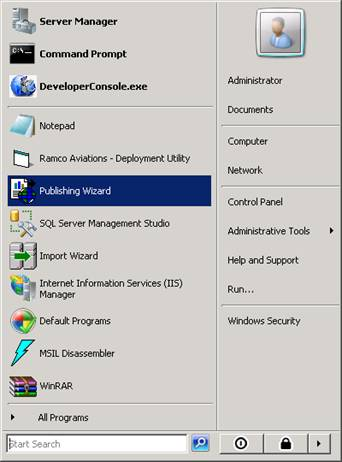 Server Manager
Command Prompt
DeveloperConsole.exe
Notepad
Ramco Aviations - Deployment Utility
Publishing Wizard
SQL Server Management Studio
Import Wizard
Internet Information Services (IIS)
Manager
Default Programs
MSIL Disassembler
WinRAR
All Programs
Start Search
Administrator
Documents
Computer
Network
Control Panel
Administrative Tools
Help and Support
Run...
Windows Security